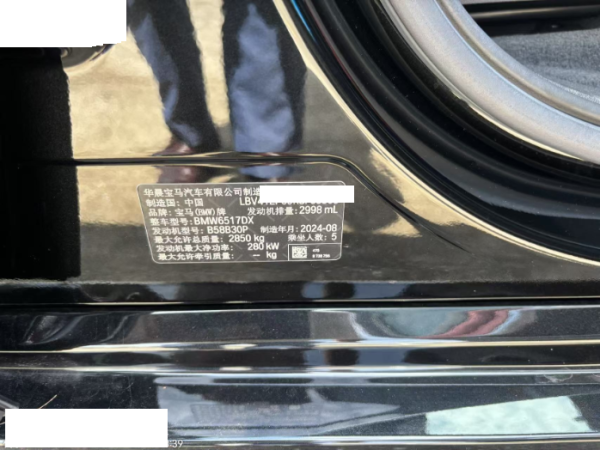 华晨宝马汽车有限公司制造
制造国: 中国
品牌: 宝马(BMW)牌 发动机排量: 2998 mL
整车型号: BMW6517DX
发动机型号: B58B30P 制造年月: 2024-08
最大允许总质量: 2850 kg 乘坐人数: 5
发动机最大净功率: 280 kW
最大允许牵引质量: -- kg
39